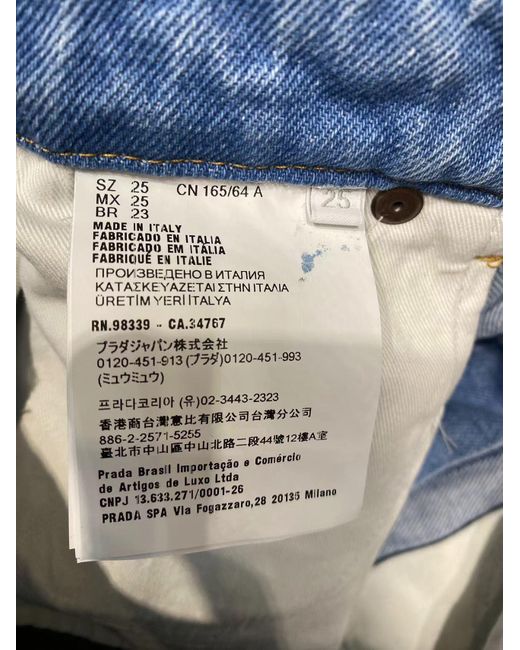 SZ 25 CN 165/64 A
MX 25
BR 23
25
MADE IN ITALY
FABRICADO EN ITALIA
FABRICADO EM ITÁLIA
FABRIQUÉ EN ITALIE
ПРОИЗВЕДЕНО В ИТАЛИЯ
ΚΑΤΑΣΚΕΥΑΖΕΤΑΙ ΣΤΗΝ ΙΤΑΛΙΑ
ÜRETİM YERİ İTALYA
RN.98339 - CA.34767
プラダジャパン株式会社
0120-451-913 (プラダ)0120-451-993
(ミュウミュウ)
프라다코리아 (유)02-3443-2323
香港商台灣意比有限公司台灣分公司
886-2-2571-5255
臺北市中山區中山北路二段44號12樓A室
Prada Brasil Importação e Comércio
de Artigos de Luxo Ltda
CNPJ 13.633.271/0001-26
PRADA SPA Via Fogazzaro,28 20135 Milano